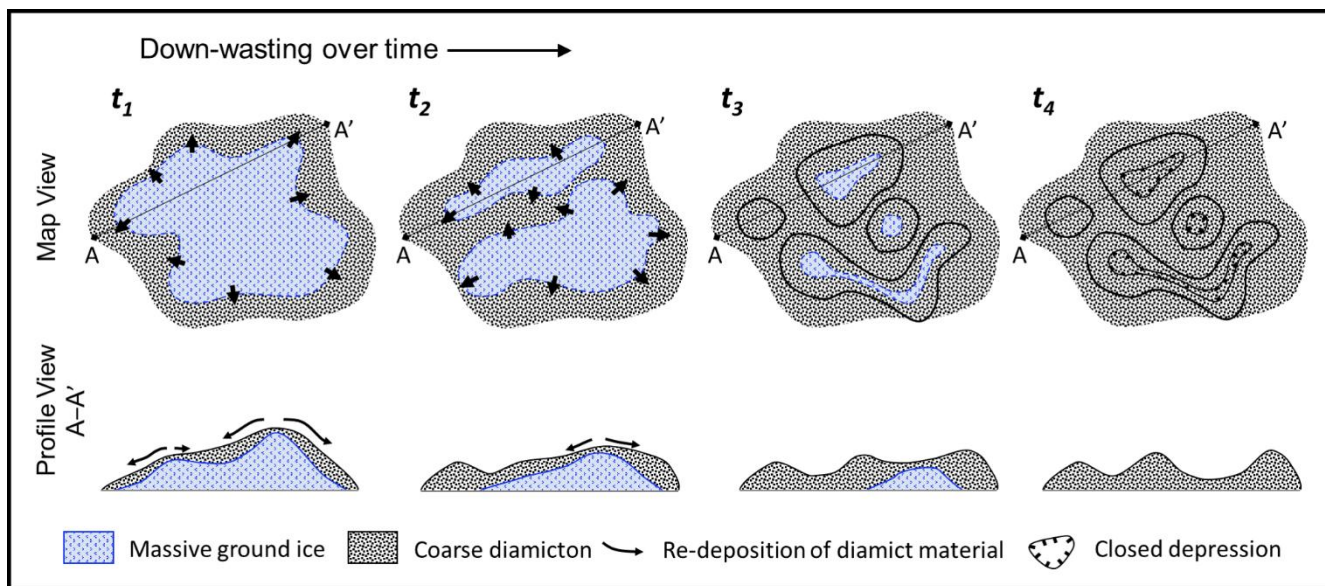 Down-wasting over time
t1
t2
t3
t4
Map View
A'
A
A'
A
A'
A
A'
A
Profile View
A–A'
Massive ground ice
Coarse diamicton
Re-deposition of diamict material
Closed depression